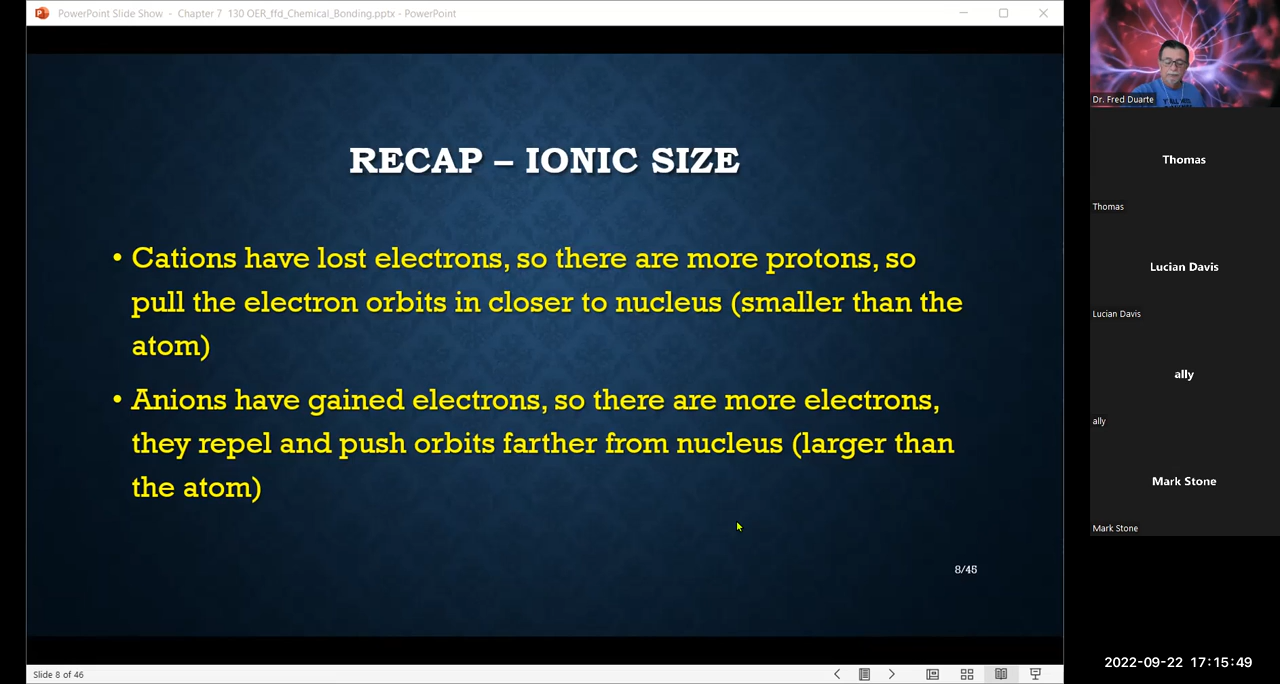 PowerPoint Slide Show - Chapter 7 130 OER_ffd_Chemical_Bonding.pptx - PowerPoint
RECAP – IONIC SIZE
• Cations have lost electrons, so there are more protons, so
pull the electron orbits in closer to nucleus (smaller than the
atom)
• Anions have gained electrons, so there are more electrons,
they repel and push orbits farther from nucleus (larger than
the atom)
8/45
Slide 8 of 46
Dr. Fred Duarte
Thomas
Thomas
Lucian Davis
Lucian Davis
ally
ally
Mark Stone
Mark Stone
2022-09-22 17:15:49